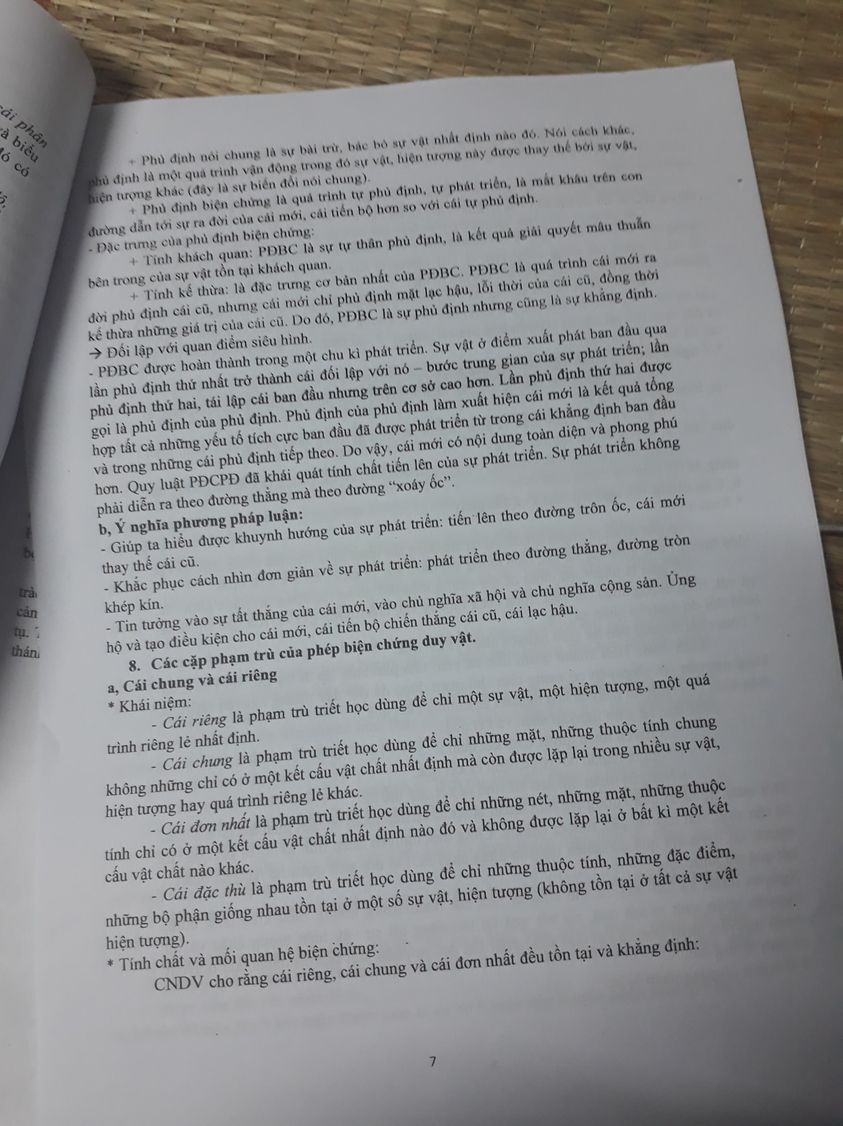 cái phân
và biểu
đó có
+ Phủ định nói chung là sự bài trừ, bác bỏ sự vật nhất định nào đó. Nói cách khác,
phủ định là một quá trình vận động trong đó sự vật, hiện tượng này được thay thế bởi sự vật,
hiện tượng khác (đây là sự biến đổi nói chung).
+ Phủ định biện chứng là quá trình tự phủ định, tự phát triển, là mắt khâu trên con
đường dẫn tới sự ra đời của cái mới, cái tiến bộ hơn so với cái tự phủ định.
- Đặc trưng của phủ định biện chứng:
+ Tính khách quan: PĐBC là sự tự thân phủ định, là kết quả giải quyết mâu thuẫn
bên trong của sự vật tồn tại khách quan.
+ Tính kế thừa: là đặc trưng cơ bản nhất của PĐBC. PĐBC là quá trình cái mới ra
đời phủ định cái cũ, nhưng cái mới chỉ phủ định mặt lạc hậu, lỗi thời của cái cũ, đồng thời
kế thừa những giá trị của cái cũ. Do đó, PĐBC là sự phủ định nhưng cũng là sự khẳng định.
→ Đối lập với quan điểm siêu hình.
- PĐBC được hoàn thành trong một chu kì phát triển. Sự vật ở điểm xuất phát ban đầu qua
lần phủ định thứ nhất trở thành cái đối lập với nó – bước trung gian của sự phát triển; lần
phủ định thứ hai, tái lập cái ban đầu nhưng trên cơ sở cao hơn. Lần phủ định thứ hai được
gọi là phủ định của phủ định. Phủ định của phủ định làm xuất hiện cái mới là kết quả tổng
hợp tất cả những yếu tố tích cực ban đầu đã được phát triển từ trong cái khẳng định ban đầu
và trong những cái phủ định tiếp theo. Do vậy, cái mới có nội dung toàn diện và phong phú
hơn. Quy luật PĐCPĐ đã khái quát tính chất tiến lên của sự phát triển. Sự phát triển không
phải diễn ra theo đường thẳng mà theo đường “xoáy ốc”.
b, Ý nghĩa phương pháp luận:
- Giúp ta hiểu được khuynh hướng của sự phát triển: tiến lên theo đường trôn ốc, cái mới
thay thế cái cũ.
- Khắc phục cách nhìn đơn giản về sự phát triển: phát triển theo đường thẳng, đường tròn
khép kín.
- Tin tưởng vào sự tất thắng của cái mới, vào chủ nghĩa xã hội và chủ nghĩa cộng sản. Ủng
hộ và tạo điều kiện cho cái mới, cái tiến bộ chiến thắng cái cũ, cái lạc hậu.
8. Các cặp phạm trù của phép biện chứng duy vật.
a, Cái chung và cái riêng
* Khái niệm:
- Cái riêng là phạm trù triết học dùng để chỉ một sự vật, một hiện tượng, một quá
trình riêng lẻ nhất định.
- Cái chung là phạm trù triết học dùng để chỉ những mặt, những thuộc tính chung
không những chỉ có ở một kết cấu vật chất nhất định mà còn được lặp lại trong nhiều sự vật,
hiện tượng hay quá trình riêng lẻ khác.
- Cái đơn nhất là phạm trù triết học dùng để chỉ những nét, những mặt, những thuộc
tính chỉ có ở một kết cấu vật chất nhất định nào đó và không được lặp lại ở bất kì một kết
cấu vật chất nào khác.
- Cái đặc thù là phạm trù triết học dùng để chỉ những thuộc tính, những đặc điểm,
những bộ phận giống nhau tồn tại ở một số sự vật, hiện tượng (không tồn tại ở tất cả sự vật
hiện tượng).
* Tính chất và mối quan hệ biện chứng:
CNDV cho rằng cái riêng, cái chung và cái đơn nhất đều tồn tại và khẳng định:
7